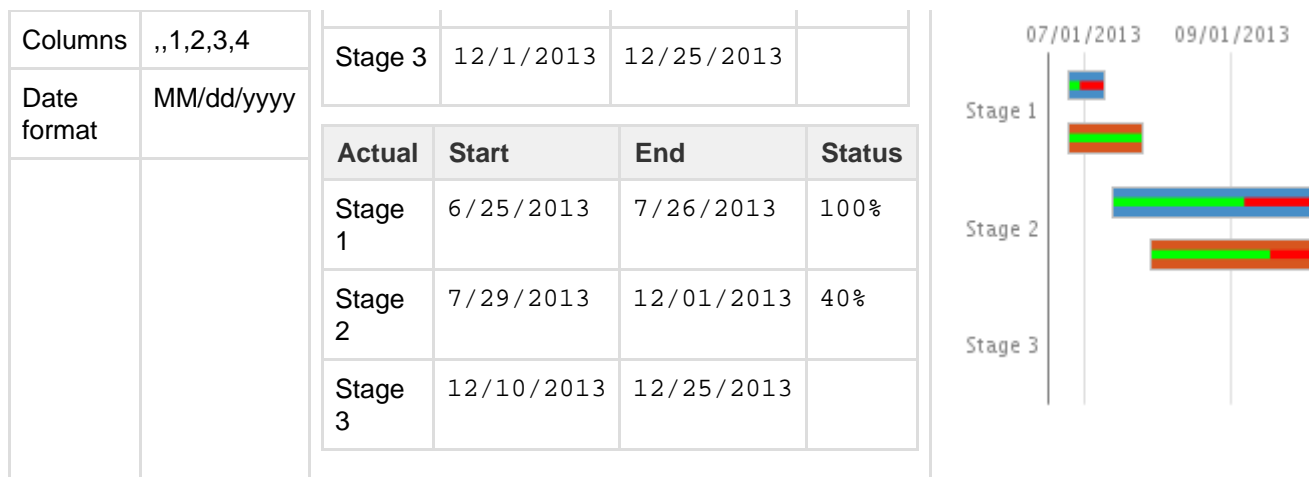 Columns ,,1,2,3,4
Date format MM/dd/yyyy
Stage 3 12/1/2013 12/25/2013
Actual Start End Status
Stage 1 6/25/2013 7/26/2013 100%
Stage 2 7/29/2013 12/01/2013 40%
Stage 3 12/10/2013 12/25/2013
07/01/2013 09/01/2013
Stage 1
Stage 2
Stage 3